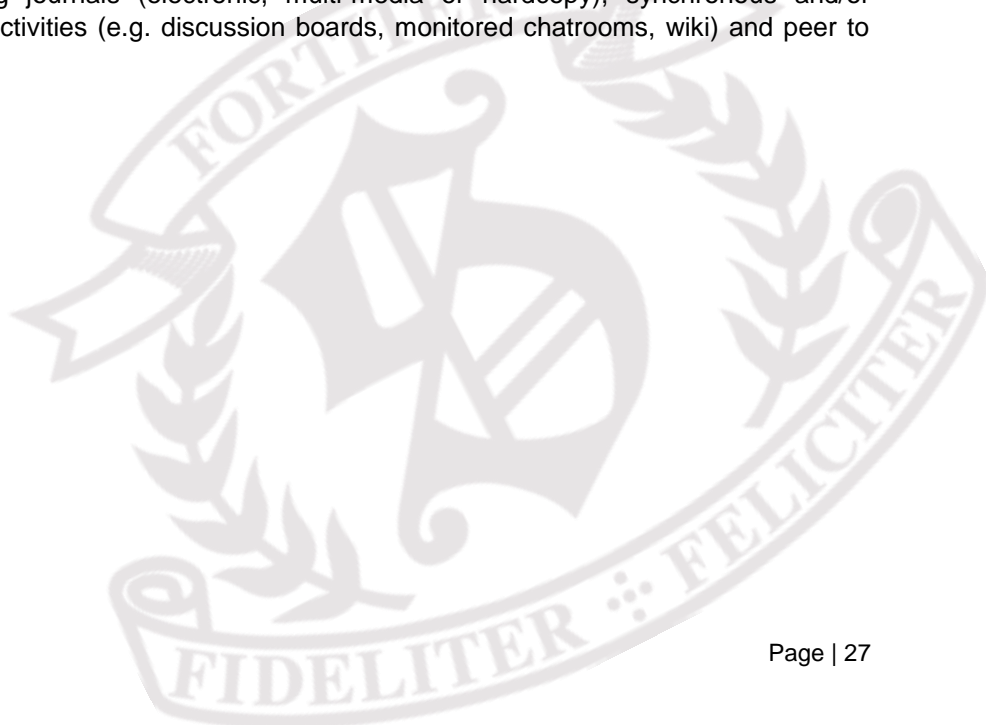 journals (electronic, multi-media or hardcopy), synchronous and/or
ctivities (e.g. discussion boards, monitored chatrooms, wiki) and peer to
FIDELITER
FELICITER
Page | 27